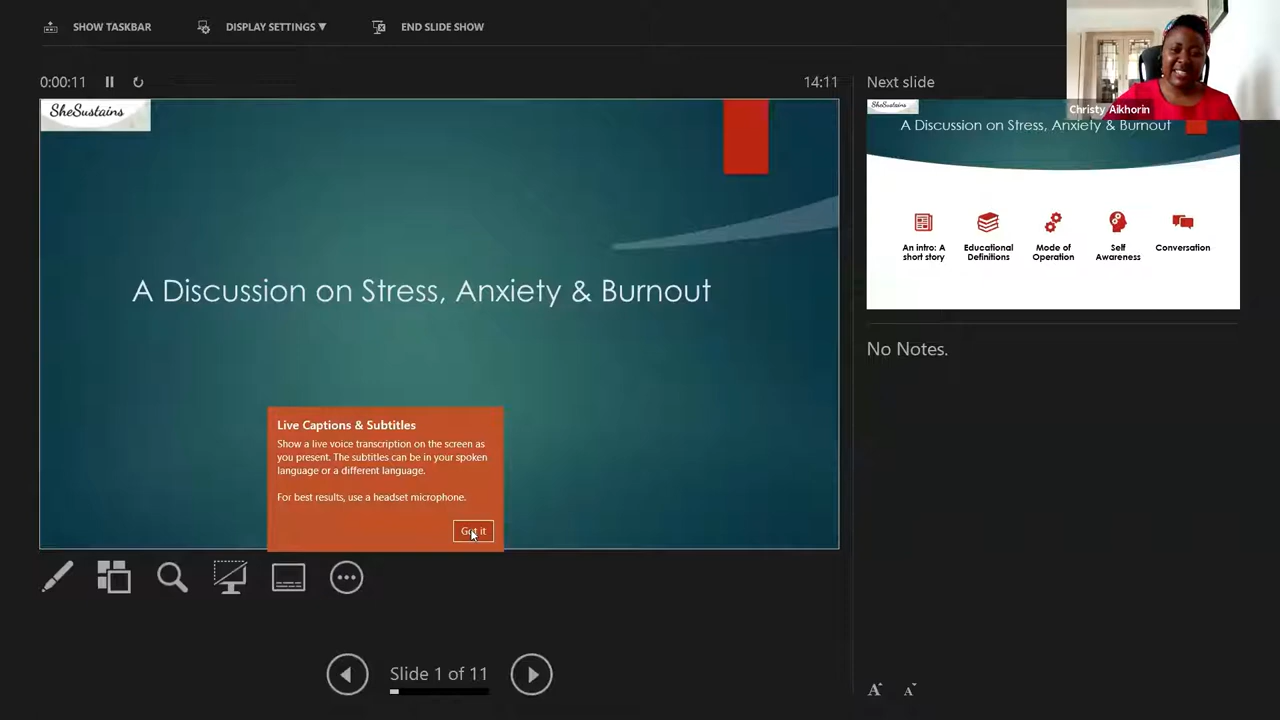 SHOW TASKBAR
DISPLAY SETTINGS ▼
END SLIDE SHOW
0:00:11
14:11
SheSustains
A Discussion on Stress, Anxiety & Burnout
Live Captions & Subtitles
Show a live voice transcription on the screen as
you present. The subtitles can be in your spoken
language or a different language.
For best results, use a headset microphone.
Got it
Slide 1 of 11
Next slide
Christy Aikhorin
SheSustains
A Discussion on Stress, Anxiety & Burnout
An intro: A
short story
Educational
Definitions
Mode of
Operation
Self
Awareness
Conversation
No Notes.
A
A